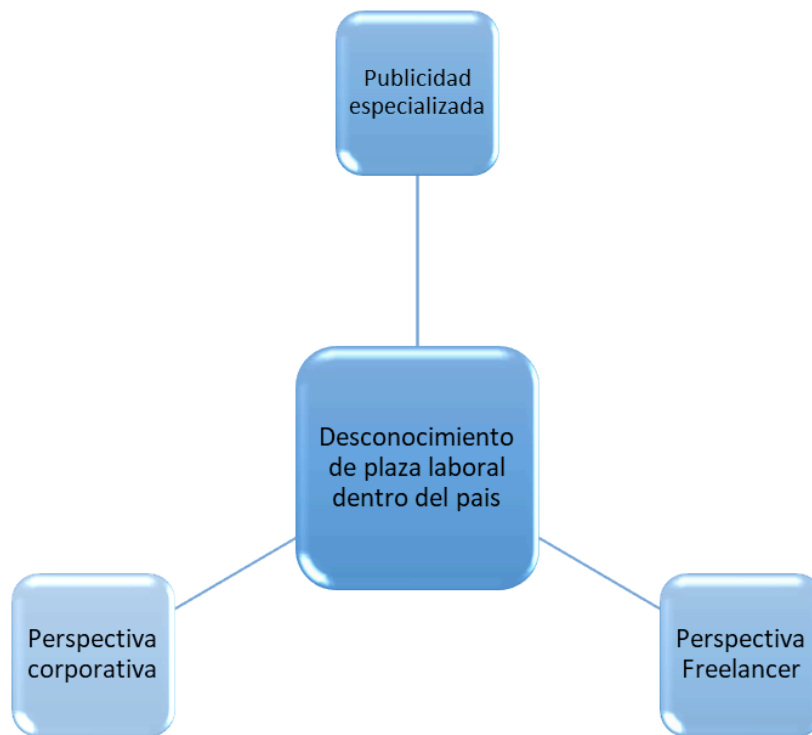 Publicidad
especializada
Desconocimiento
de plaza laboral
dentro del pais
Perspectiva
corporativa
Perspectiva
Freelancer